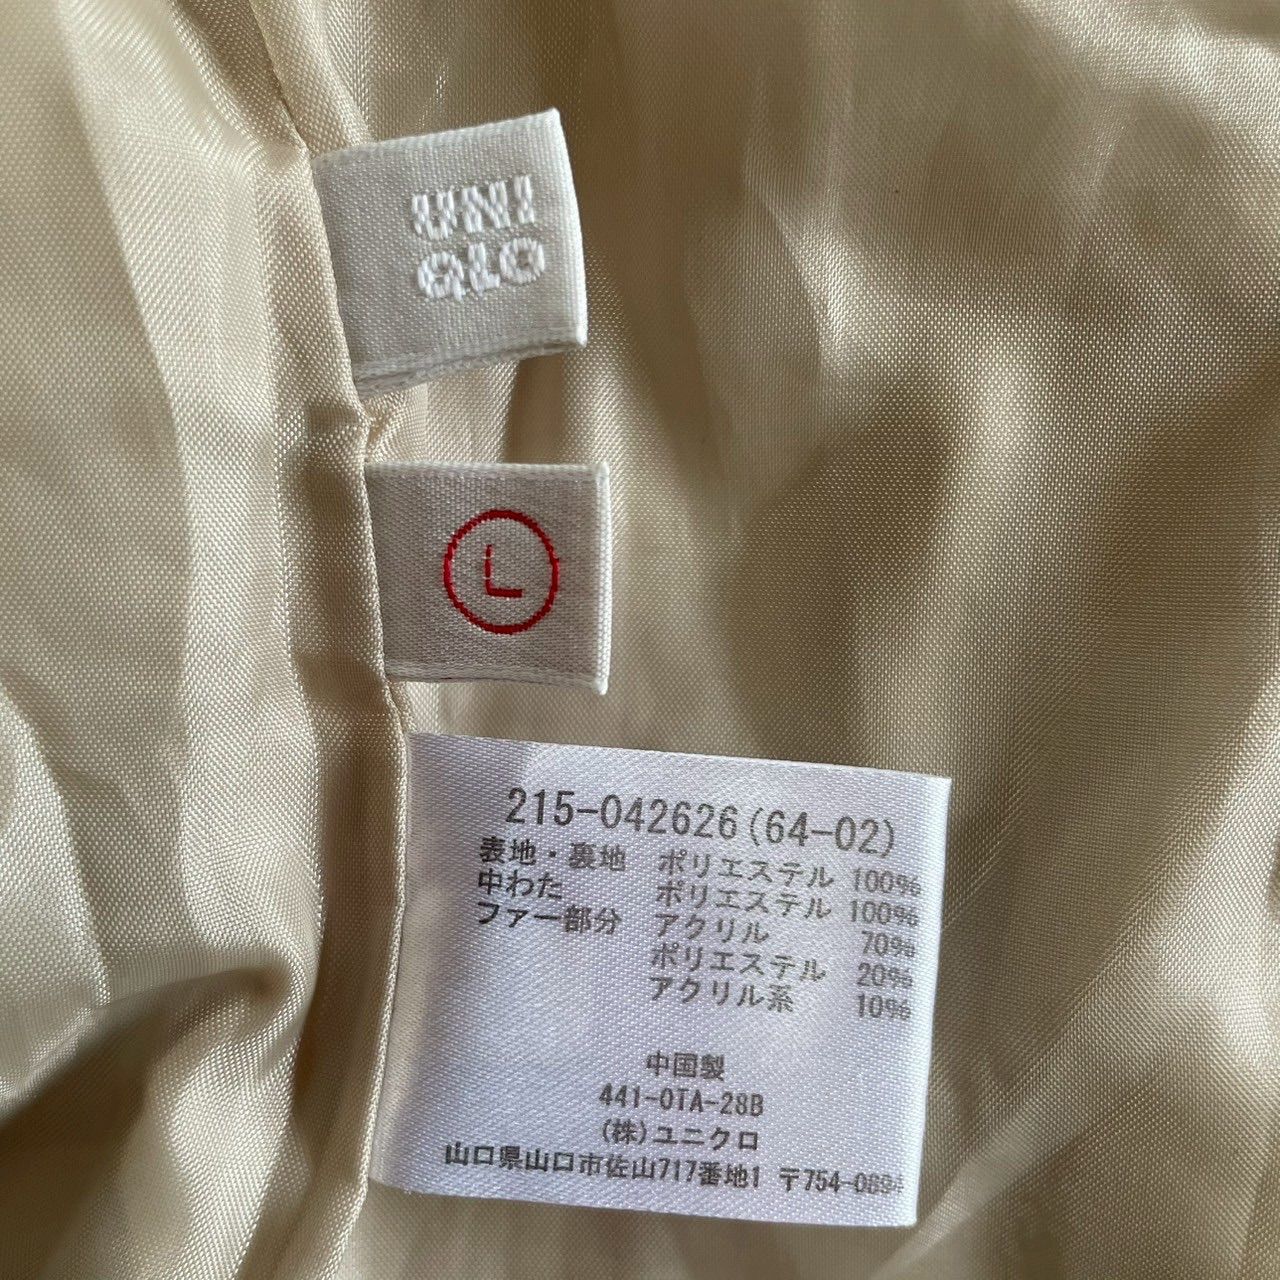 UNI
QLO
L
215-042626(64-02)
表地・裏地 ポリエステル 100%
中わた ポリエステル 100%
ファー部分 アクリル 70%
ポリエステル 20%
アクリル系 10%
中国製
441-OTA-28B
(株)ユニクロ
山口県山口市佐山717番地1 〒754-0894